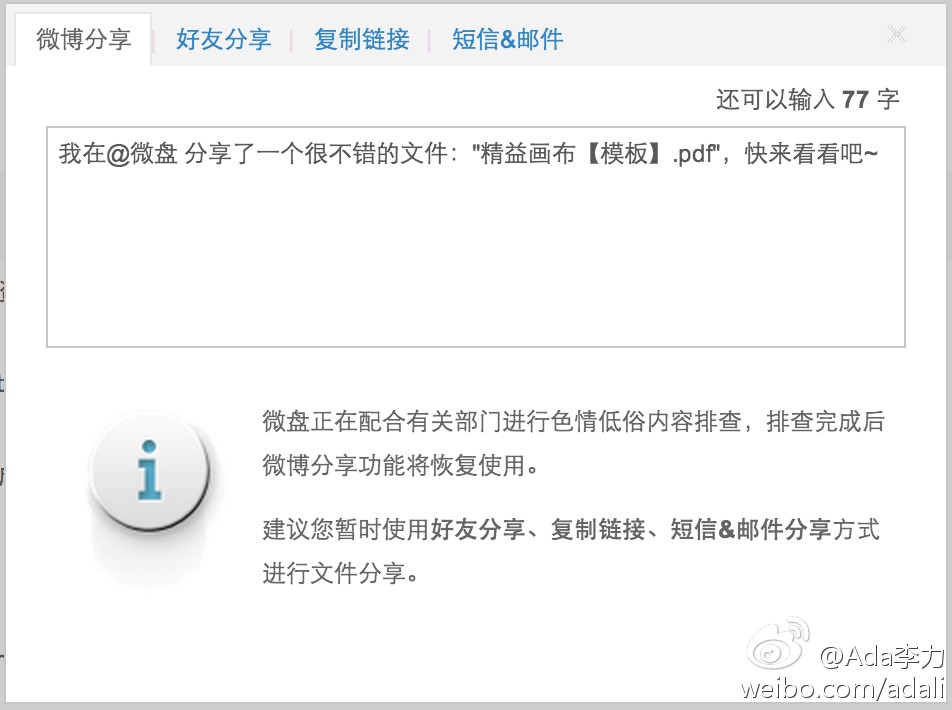 微博分享 好友分享 复制链接 短信&邮件
还可以输入 77 字
我在@微盘 分享了一个很不错的文件："精益画布【模板】.pdf"，快来看看吧~
微盘正在配合有关部门进行色情低俗内容排查，排查完成后
微博分享功能将恢复使用。
建议您暂时使用好友分享、复制链接、短信&邮件分享方式
进行文件分享。
@Ada李力
weibo.com/adali